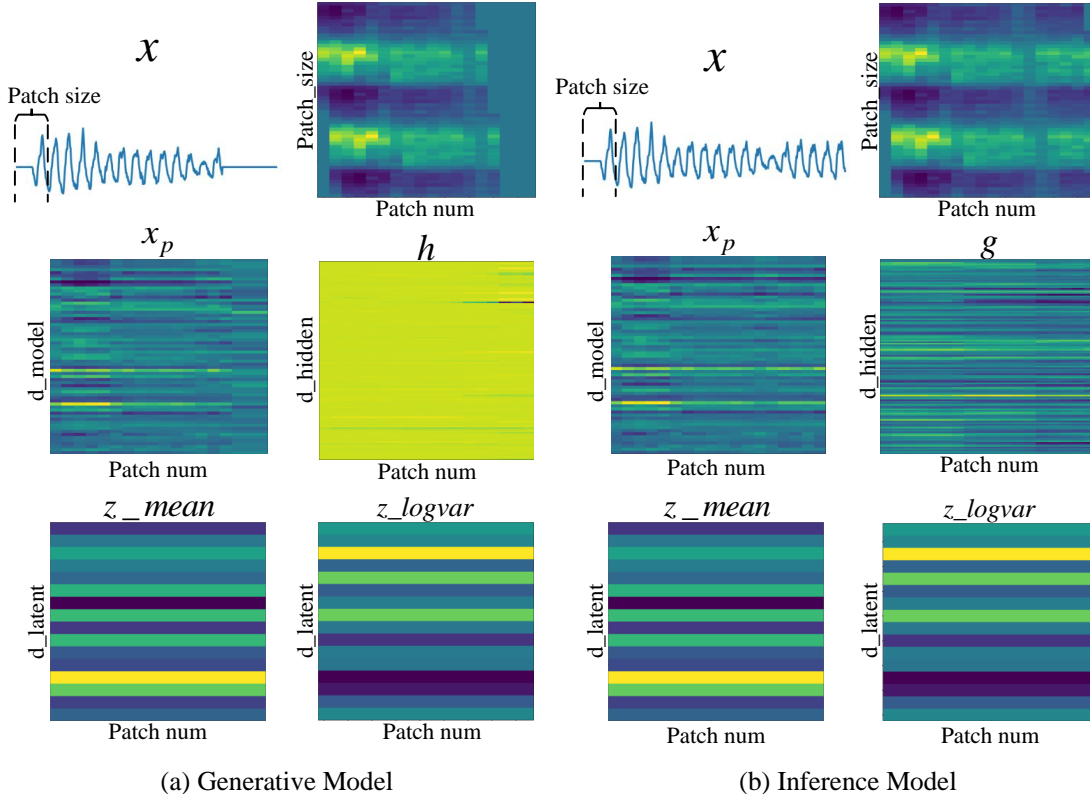 x
Patch size
Patch_size
Patch num
x
Patch size
Patch_size
Patch num
x_p
d_model
Patch num
h
d_hidden
Patch num
x_p
d_model
Patch num
g
d_hidden
Patch num
z_mean
d_latent
Patch num
z_logvar
Patch num
z_mean
d_latent
Patch num
z_logvar
d_latent
Patch num
(a) Generative Model
(b) Inference Model